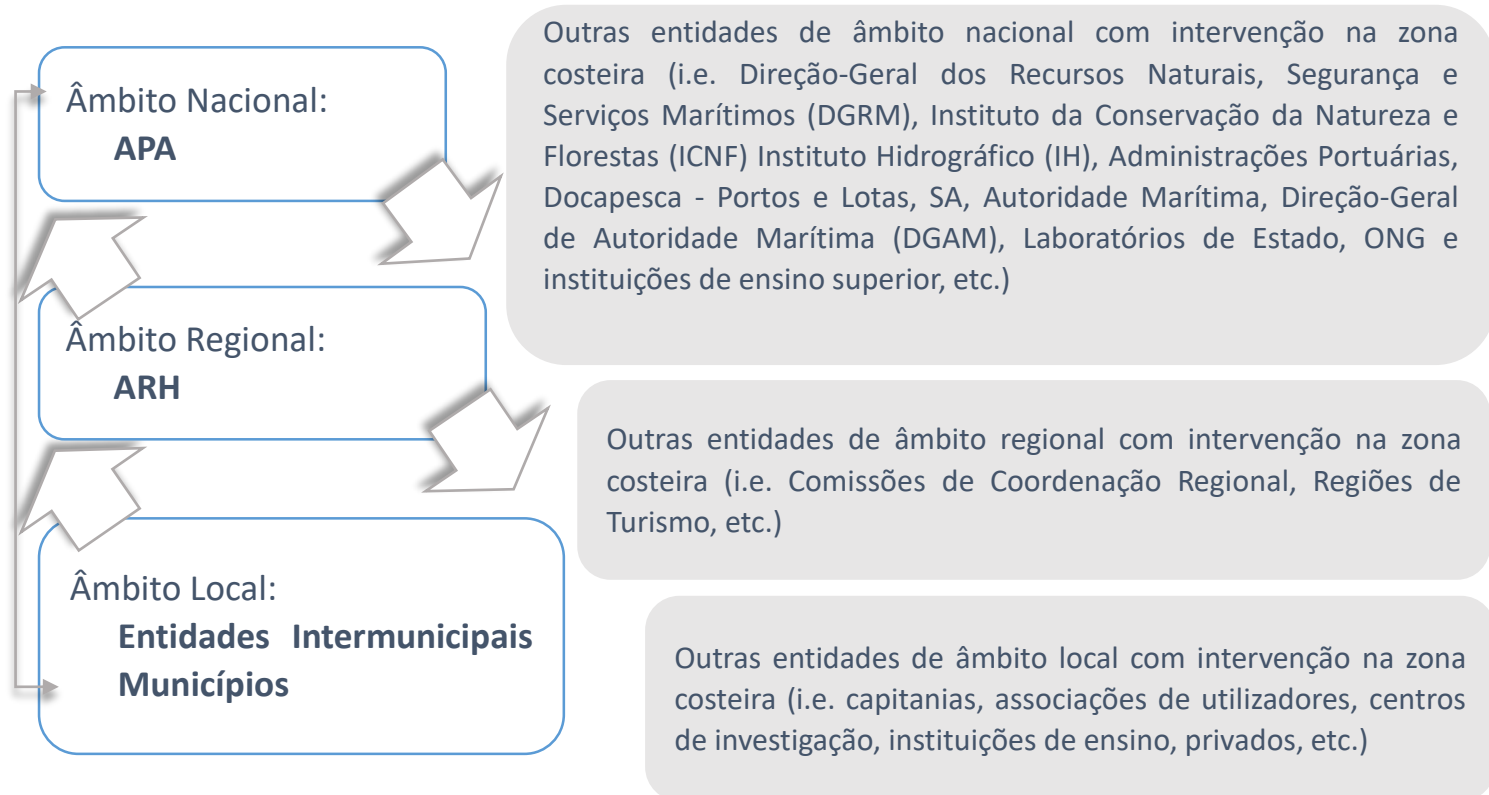 Âmbito Nacional:
APA
Outras entidades de âmbito nacional com intervenção na zona
costeira (i.e. Direção-Geral dos Recursos Naturais, Segurança e
Serviços Marítimos (DGRM), Instituto da Conservação da Natureza e
Florestas (ICNF) Instituto Hidrográfico (IH), Administrações Portuárias,
Docapesca - Portos e Lotas, SA, Autoridade Marítima, Direção-Geral
de Autoridade Marítima (DGAM), Laboratórios de Estado, ONG e
instituições de ensino superior, etc.)
Âmbito Regional:
ARH
Outras entidades de âmbito regional com intervenção na zona
costeira (i.e. Comissões de Coordenação Regional, Regiões de
Turismo, etc.)
Âmbito Local:
Entidades Intermunicipais
Municípios
Outras entidades de âmbito local com intervenção na zona
costeira (i.e. capitanias, associações de utilizadores, centros
de investigação, instituições de ensino, privados, etc.)